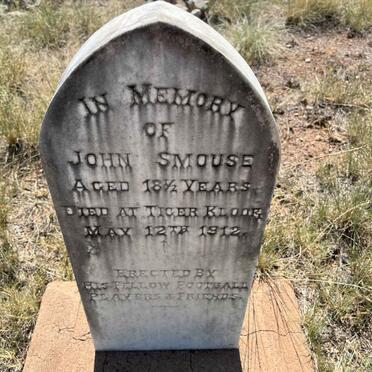 IN MEMORY
OF
JOHN SMOUSE
AGED 18½ YEARS
DIED AT TIGER KLOOF
MAY 12TH 1912.
ERECTED BY
HIS FELLOW FOOTBALL
PLAYERS & FRIENDS.